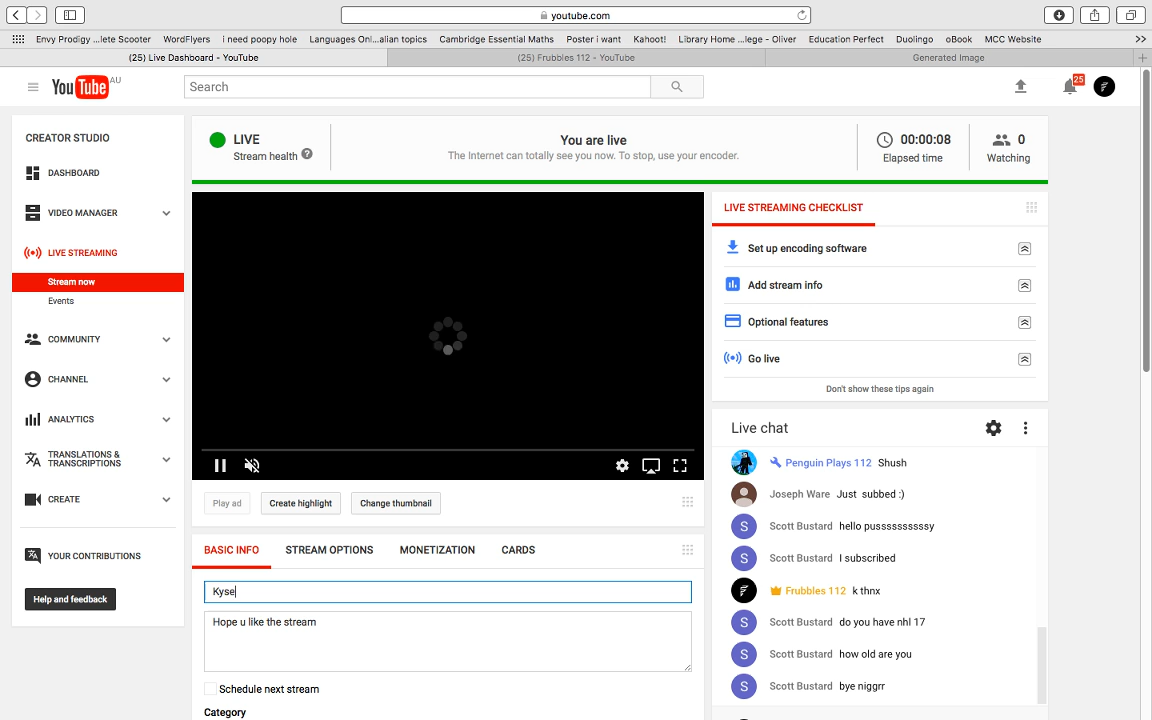 youtube.com
Envy Prodigy ...lete Scooter WordFlyers i need poopy hole Languages Onl...alian topics Cambridge Essential Maths Poster i want Kahoot! Library Home ...lege - Oliver Education Perfect Duolingo oBook MCC Website
(25) Live Dashboard - YouTube (25) Frubbles 112 - YouTube Generated Image
YouTube AU
Search
25
CREATOR STUDIO
DASHBOARD
VIDEO MANAGER
LIVE STREAMING
Stream now
Events
COMMUNITY
CHANNEL
ANALYTICS
TRANSLATIONS &
TRANSCRIPTIONS
CREATE
YOUR CONTRIBUTIONS
Help and feedback
LIVE
Stream health ?
You are live
The Internet can totally see you now. To stop, use your encoder.
00:00:08
Elapsed time
0
Watching
Play ad Create highlight Change thumbnail
BASIC INFO STREAM OPTIONS MONETIZATION CARDS
Kyse
Hope u like the stream
Schedule next stream
Category
LIVE STREAMING CHECKLIST
Set up encoding software
Add stream info
Optional features
Go live
Don't show these tips again
Live chat
Penguin Plays 112 Shush
Joseph Ware Just subbed :)
S Scott Bustard hello pussssssssssy
S Scott Bustard I subscribed
Frubbles 112 k thnx
S Scott Bustard do you have nhl 17
S Scott Bustard how old are you
S Scott Bustard bye niggrr